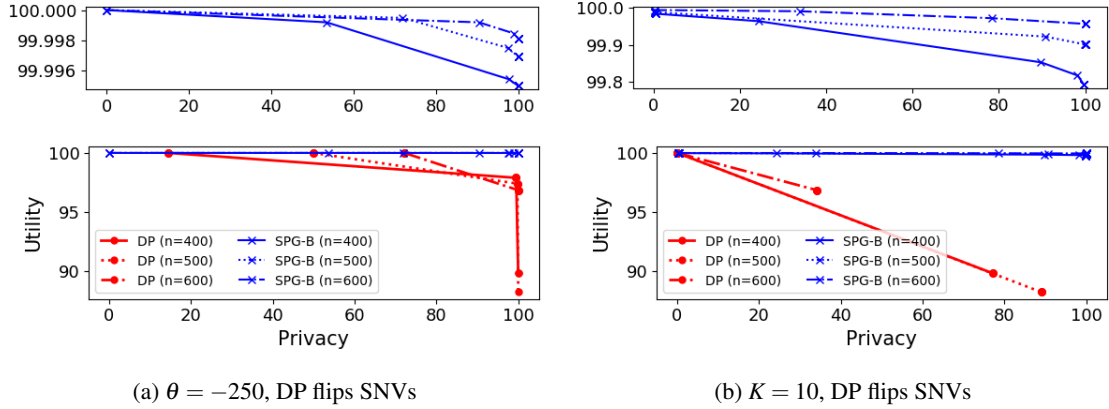 100.000
99.998
99.996
0 20 40 60 80 100
100.0
99.9
99.8
0 20 40 60 80 100
Utility
100
95
90
DP (n=400) SPG-B (n=400)
DP (n=500) SPG-B (n=500)
DP (n=600) SPG-B (n=600)
0 20 40 60 80 100
Privacy
Utility
100
95
90
DP (n=400) SPG-B (n=400)
DP (n=500) SPG-B (n=500)
DP (n=600) SPG-B (n=600)
0 20 40 60 80 100
Privacy
(a) θ = −250, DP flips SNVs
(b) K = 10, DP flips SNVs